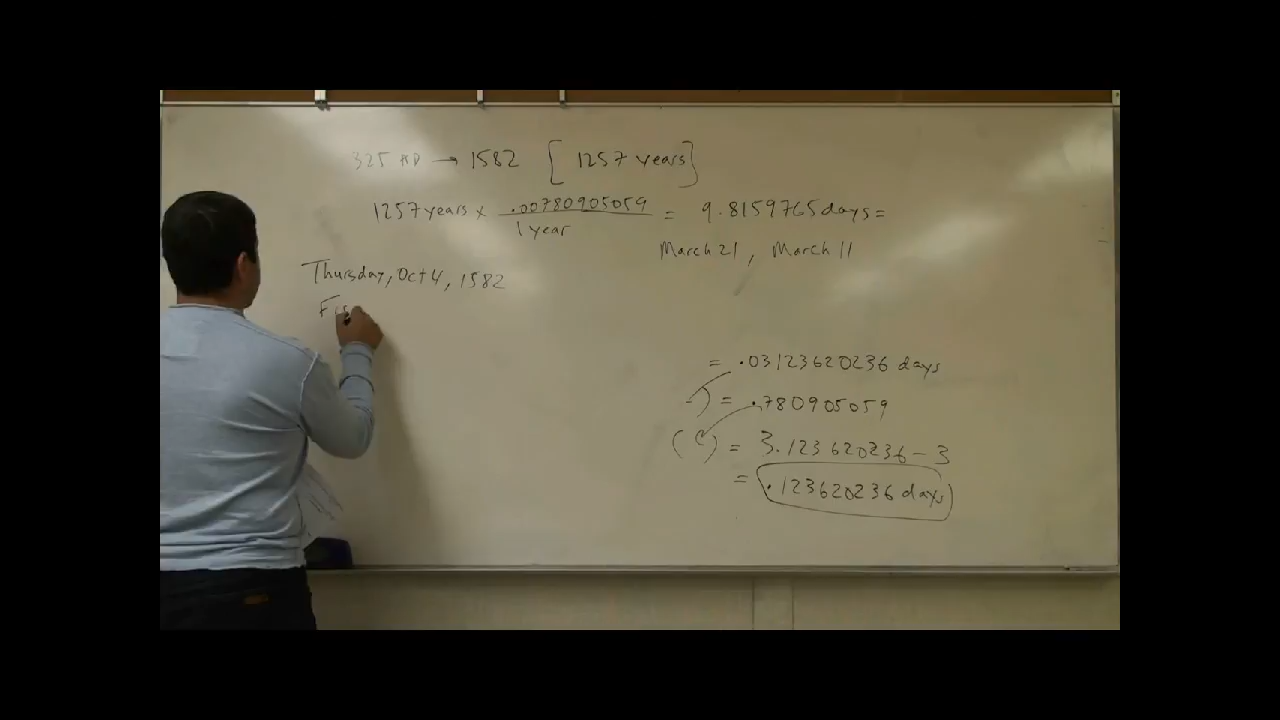 325 AD → 1582 [1257 years]
1257 years × .00780905059 / 1 year = 9.8159765 days =
March 21, March 11
Thursday, Oct 4, 1582
= .03123620236 days
) = .780905059
( ) = 3.123620236 - 3
= .123620236 days